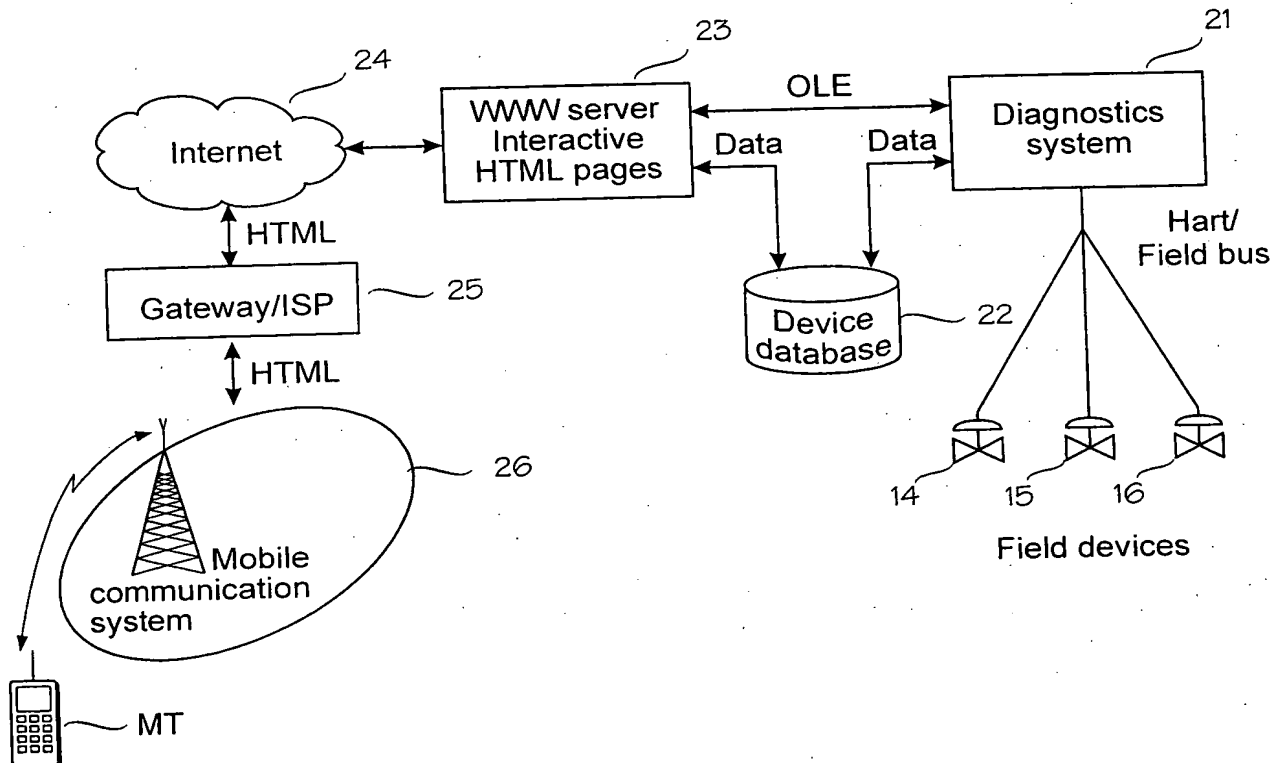 24
23
21
Internet
WWW server
Interactive
HTML pages
OLE
Data
Data
Diagnostics
system
HTML
Hart/
Field bus
Gateway/ISP
25
Device
database
22
HTML
26
14
15
16
Field devices
Mobile
communication
system
MT